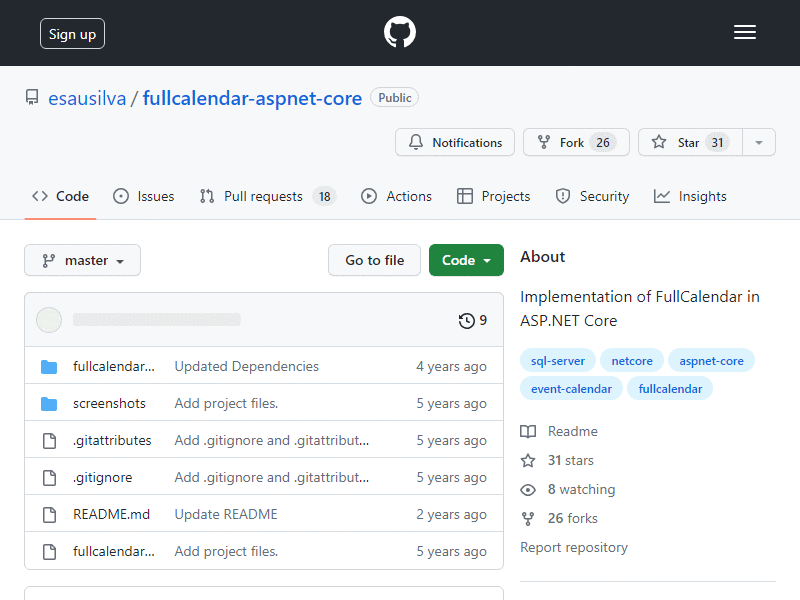 Sign up
esausilva / fullcalendar-aspnet-core Public
Notifications Fork 26 Star 31
Code Issues Pull requests 18 Actions Projects Security Insights
master Go to file Code
9
fullcalendar... Updated Dependencies 4 years ago
screenshots Add project files. 5 years ago
.gitattributes Add .gitignore and .gitattribut... 5 years ago
.gitignore Add .gitignore and .gitattribut... 5 years ago
README.md Update README 2 years ago
fullcalendar... Add project files. 5 years ago
About
Implementation of FullCalendar in
ASP.NET Core
sql-server netcore aspnet-core
event-calendar fullcalendar
Readme
31 stars
8 watching
26 forks
Report repository